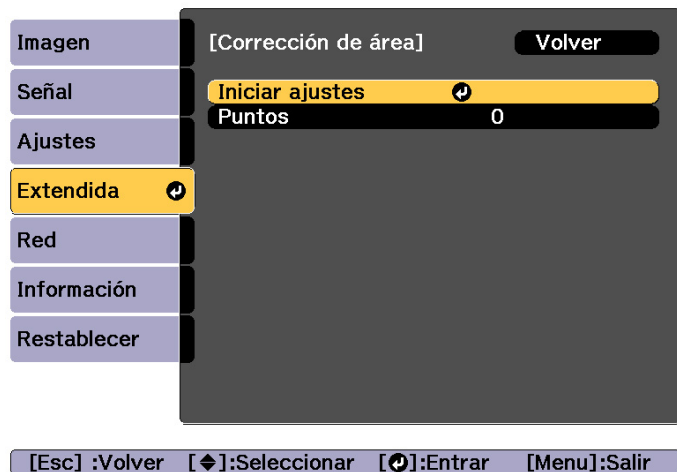 Imagen
Señal
Ajustes
Extendida
Red
Información
Restablecer
[Corrección de área] Volver
Iniciar ajustes
Puntos 0
[Esc] :Volver [◆]:Seleccionar [↵]:Entrar [Menu]:Salir